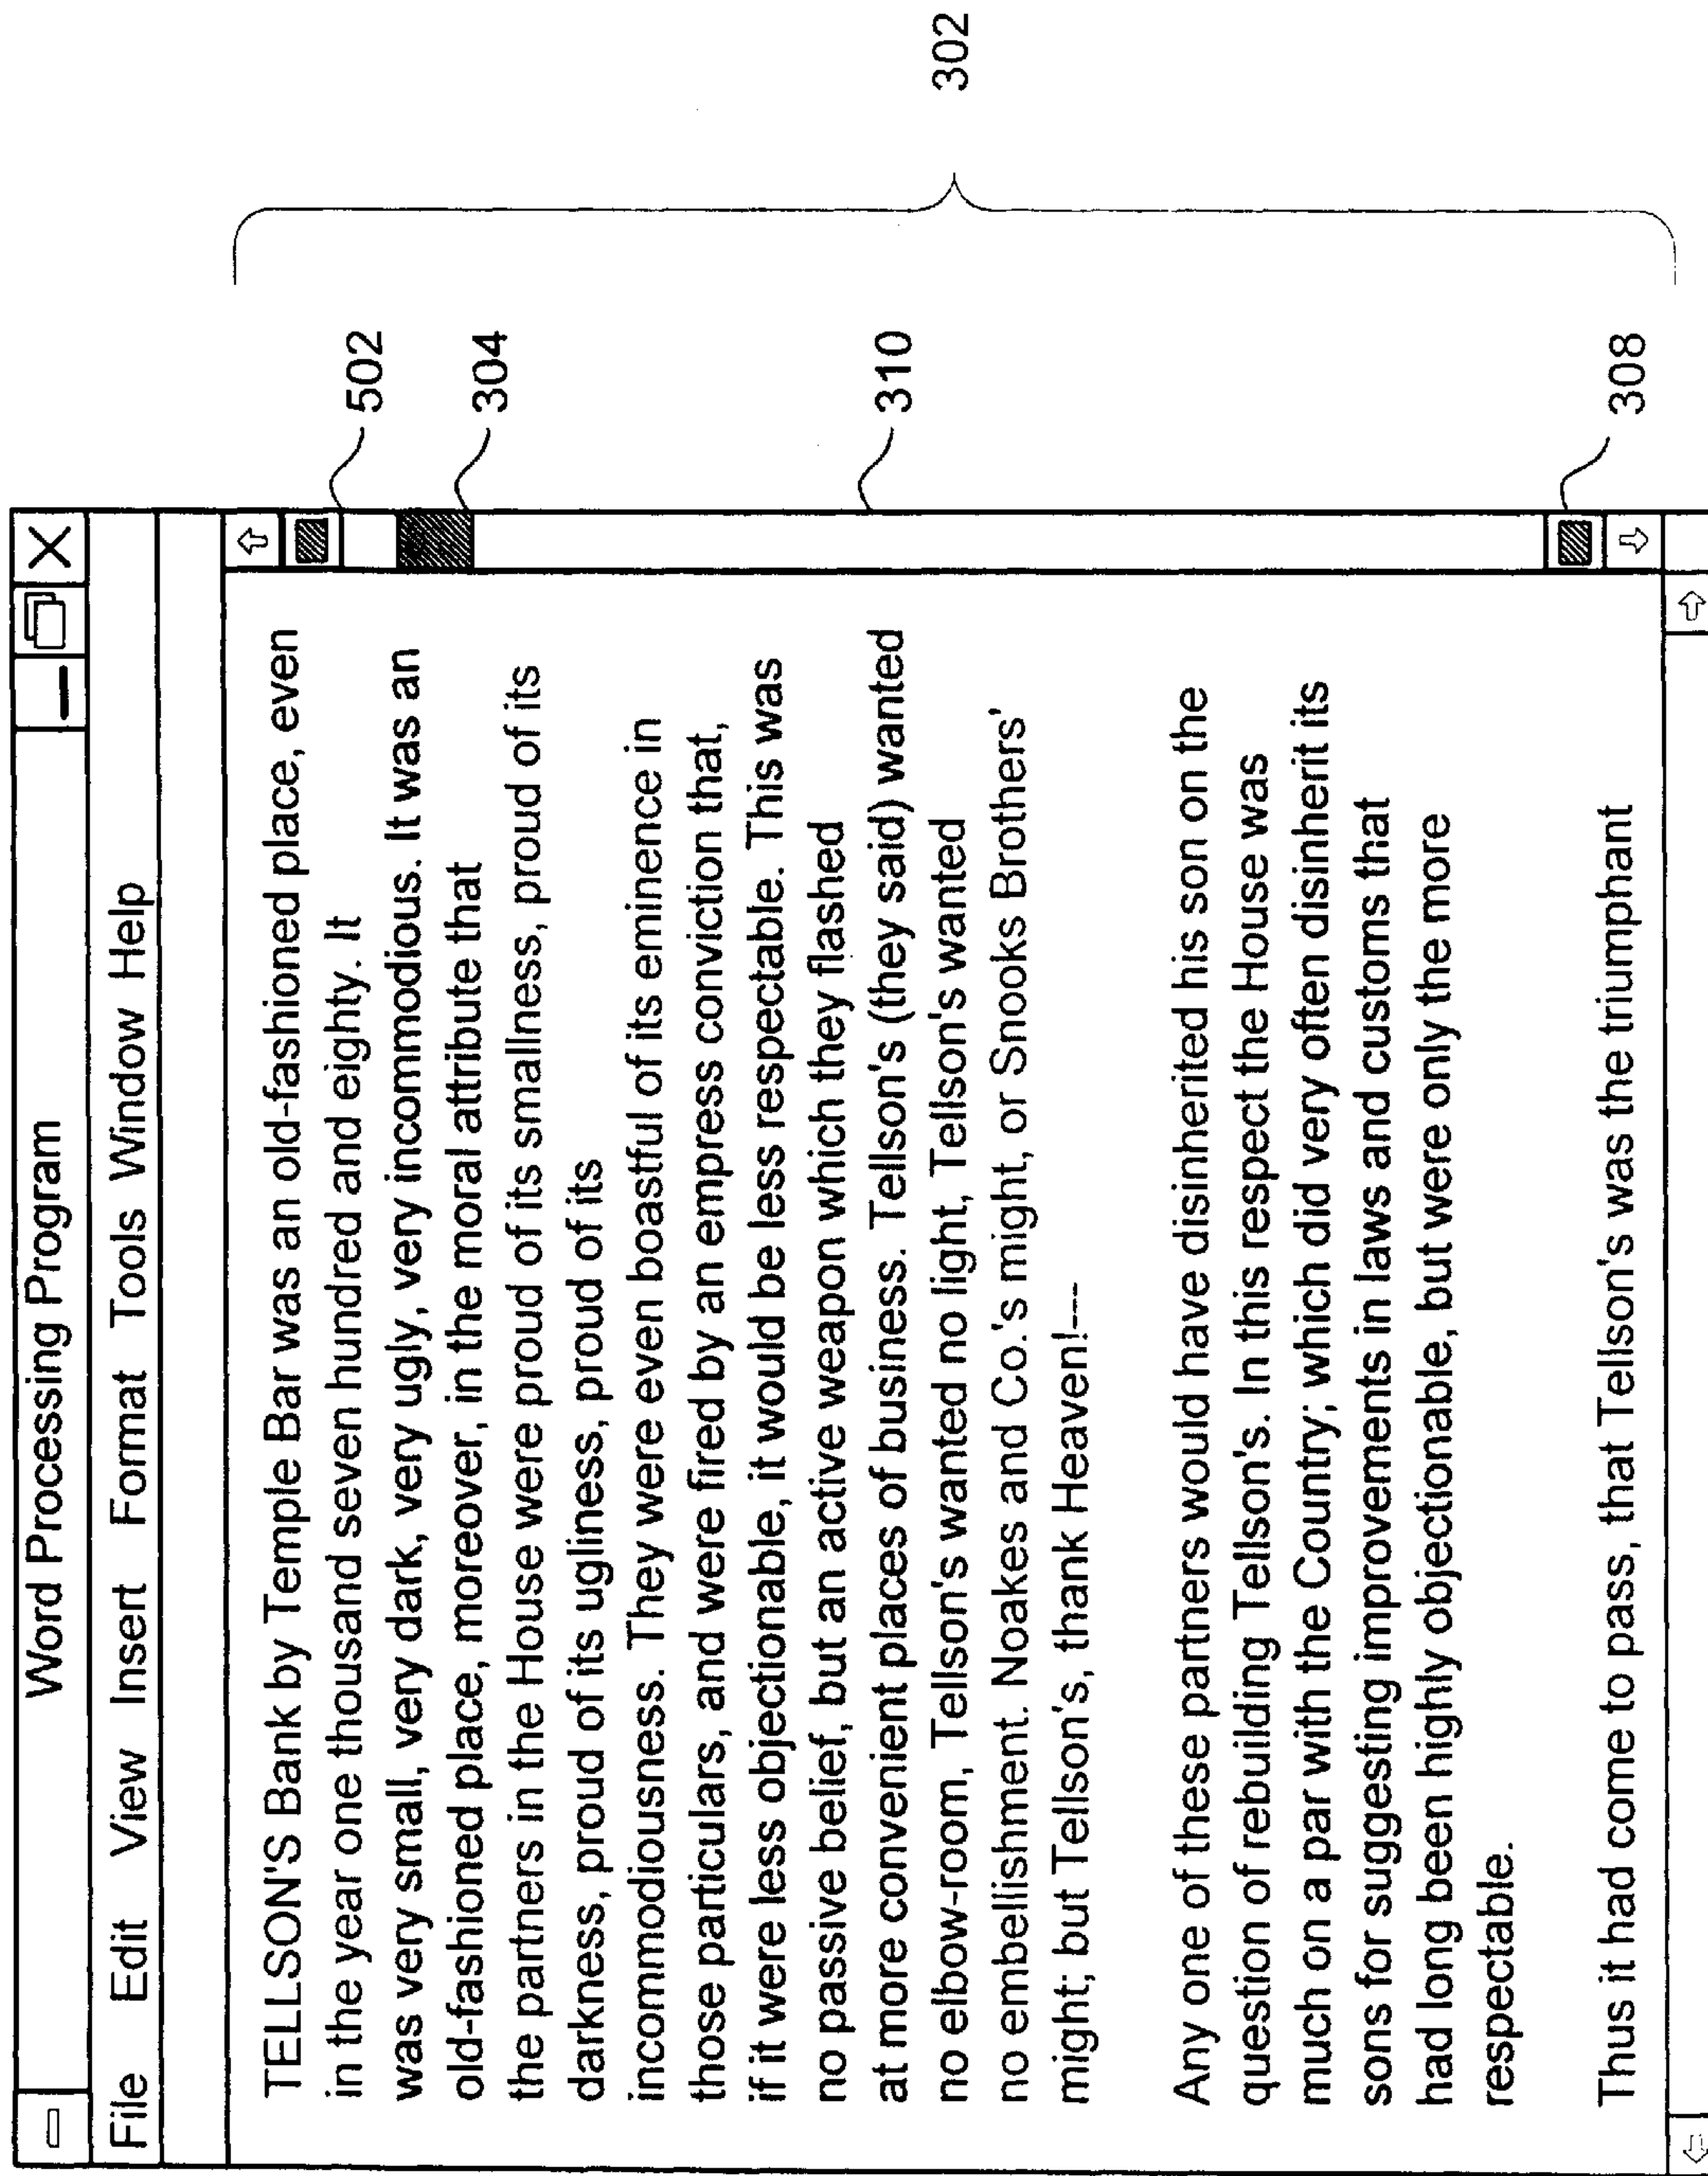 Word Processing Program
File Edit View Insert Format Tools Window Help
TELLSON'S Bank by Temple Bar was an old-fashioned place, even
in the year one thousand seven hundred and eighty. It
was very small, very dark, very ugly, very incommodious. It was an
old-fashioned place, moreover, in the moral attribute that
the partners in the House were proud of its smallness, proud of its
darkness, proud of its ugliness, proud of its
incommodiousness. They were even boastful of its eminence in
those particulars, and were fired by an empress conviction that,
if it were less objectionable, it would be less respectable. This was
no passive belief, but an active weapon which they flashed
at more convenient places of business. Tellson's (they said) wanted
no elbow-room, Tellson's wanted no light, Tellson's wanted
no embellishment. Noakes and Co.'s might, or Snooks Brothers'
might; but Tellson's, thank Heaven!---
Any one of these partners would have disinherited his son on the
question of rebuilding Tellson's. In this respect the House was
much on a par with the Country; which did very often disinherit its
sons for suggesting improvements in laws and customs that
had long been highly objectionable, but were only the more
respectable.
Thus it had come to pass, that Tellson's was the triumphant
502
304
310
308
302